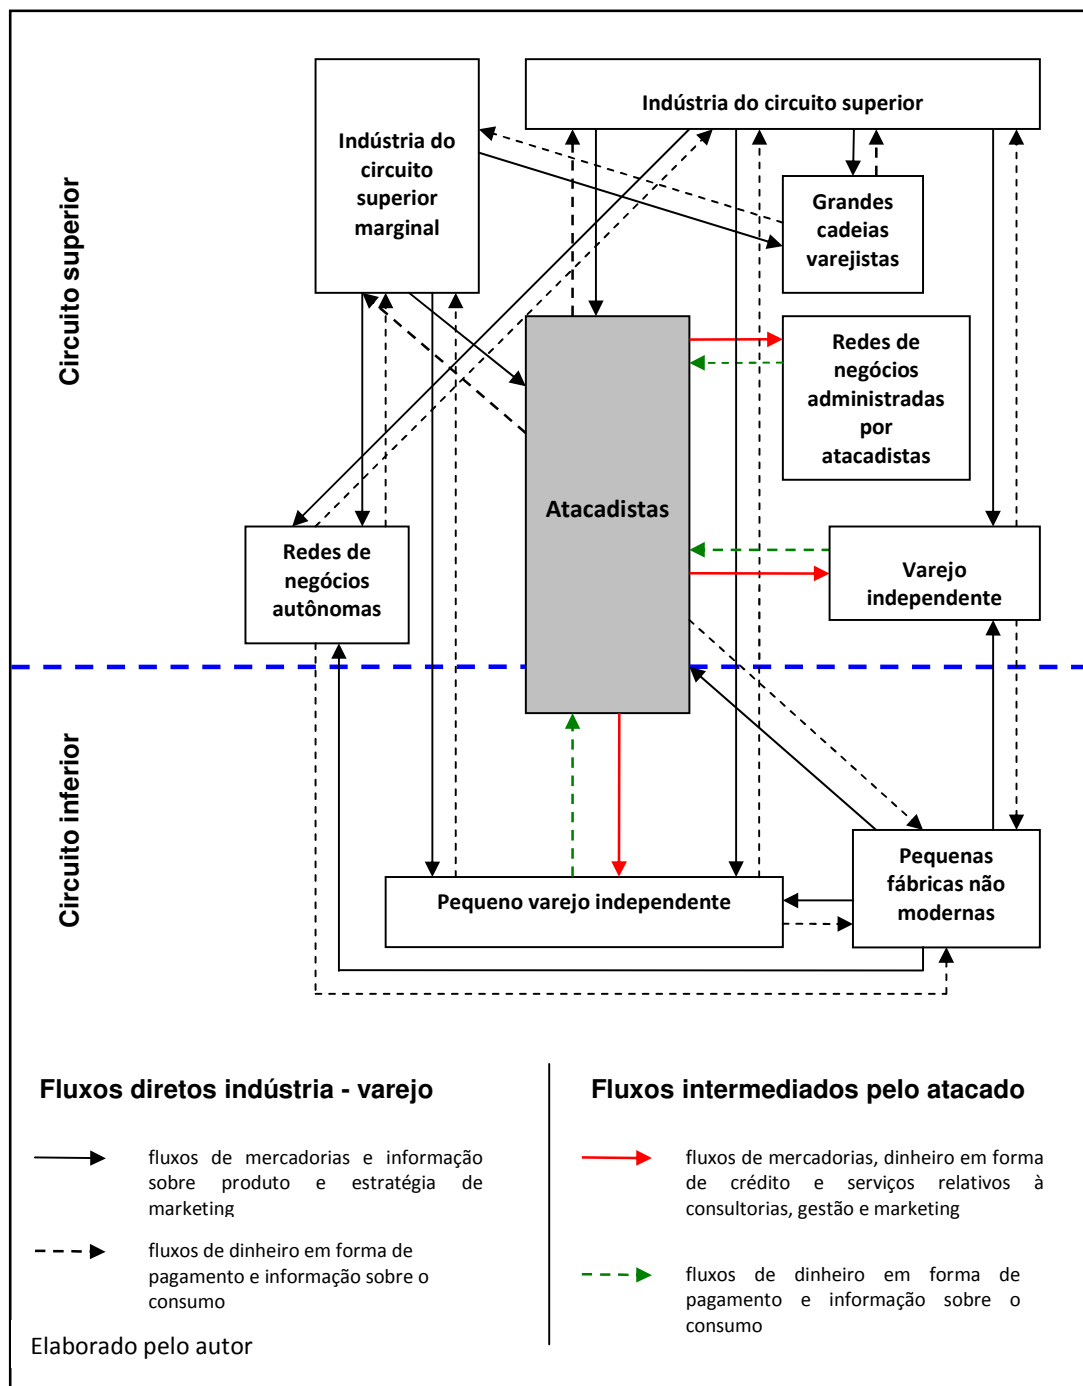 Indústria do circuito superior
Indústria do
circuito
superior
marginal
Grandes
cadeias
varejistas
Circuito superior
Redes de
negócios
administradas
por
atacadistas
Atacadistas
Redes de
negócios
autônomas
Varejo
independente
Circuito inferior
Pequenas
fábricas não
modernas
Pequeno varejo independente
Fluxos diretos indústria - varejo
fluxos de mercadorias e informação
sobre produto e estratégia de
marketing
fluxos de dinheiro em forma de
pagamento e informação sobre o
consumo
Fluxos intermediados pelo atacado
fluxos de mercadorias, dinheiro em forma
de crédito e serviços relativos à
consultorias, gestão e marketing
fluxos de dinheiro em forma de
pagamento e informação sobre o
consumo
Elaborado pelo autor